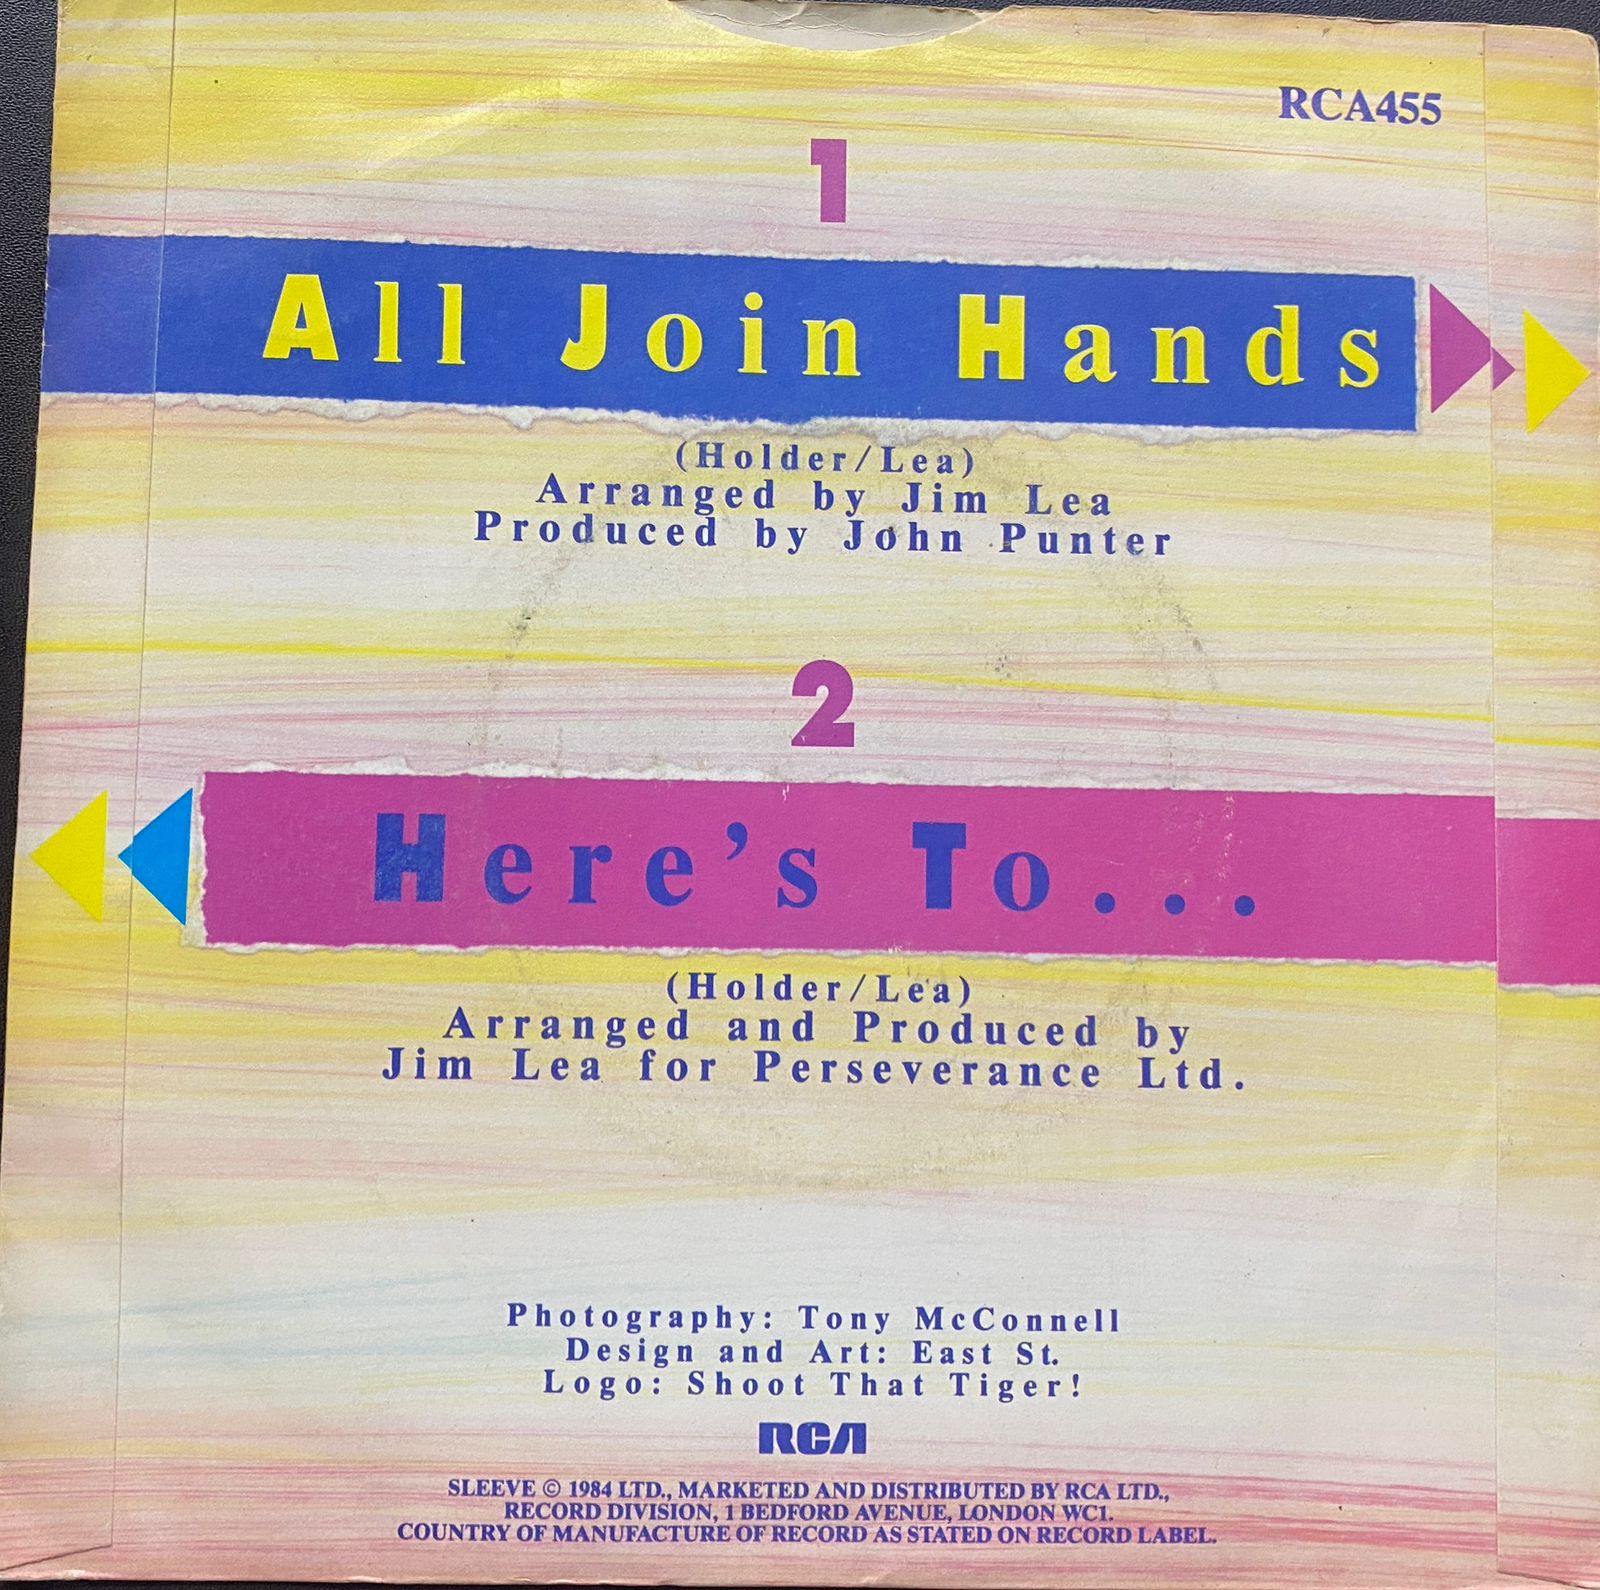 RCA455
1
All Join Hands
(Holder/Lea)
Arranged by Jim Lea
Produced by John Punter
2
Here's To...
(Holder/Lea)
Arranged and Produced by
Jim Lea for Perseverance Ltd.
Photography: Tony McConnell
Design and Art: East St.
Logo: Shoot That Tiger!
RCA
SLEEVE © 1984 LTD., MARKETED AND DISTRIBUTED BY RCA LTD.,
RECORD DIVISION, 1 BEDFORD AVENUE, LONDON WC1.
COUNTRY OF MANUFACTURE OF RECORD AS STATED ON RECORD LABEL.